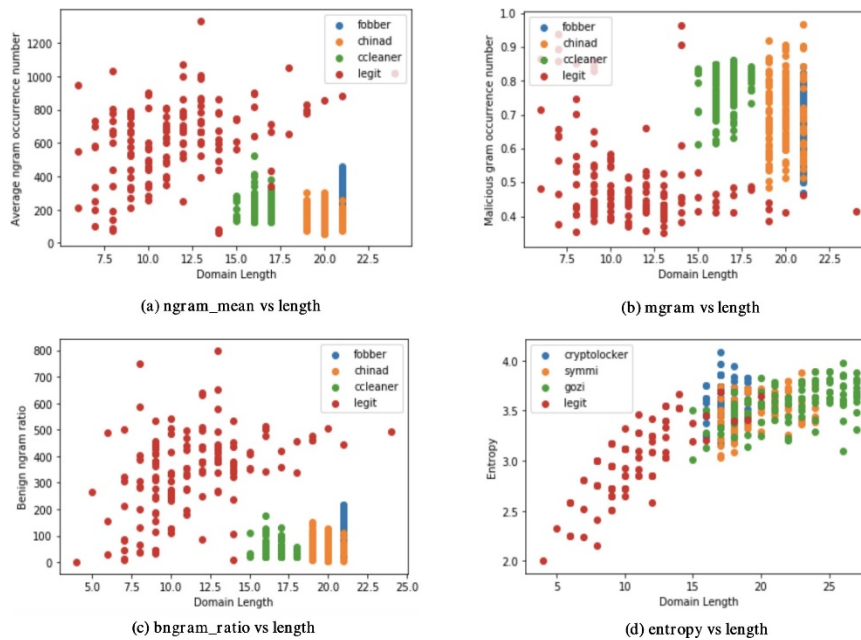 Average ngram occurrence number
1200
1000
800
600
400
200
0
7.5 10.0 12.5 15.0 17.5 20.0 22.5
Domain Length
fobber
chinad
ccleaner
legit
(a) ngram_mean vs length
Malicious gram occurrence number
1.0
0.9
0.8
0.7
0.6
0.5
0.4
7.5 10.0 12.5 15.0 17.5 20.0 22.5
Domain Length
fobber
chinad
ccleaner
legit
(b) mgram vs length
Benign ngram ratio
800
700
600
500
400
300
200
100
0
5.0 7.5 10.0 12.5 15.0 17.5 20.0 22.5 25.0
Domain Length
fobber
chinad
ccleaner
legit
(c) bngram_ratio vs length
Entropy
4.0
3.5
3.0
2.5
2.0
5 10 15 20 25
Domain Length
cryptolocker
symmi
gozi
legit
(d) entropy vs length